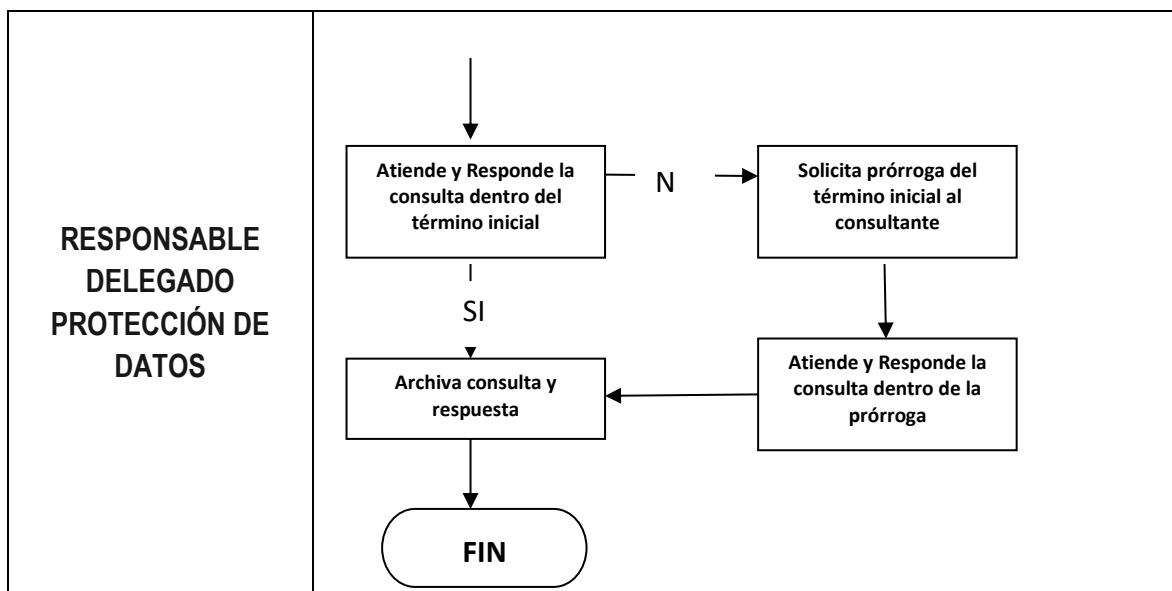 RESPONSABLE
DELEGADO
PROTECCIÓN DE
DATOS
Atiende y Responde la
consulta dentro del
término inicial
N
Solicita prórroga del
término inicial al
consultante
SI
Atiende y Responde la
consulta dentro de la
prórroga
Archiva consulta y
respuesta
FIN